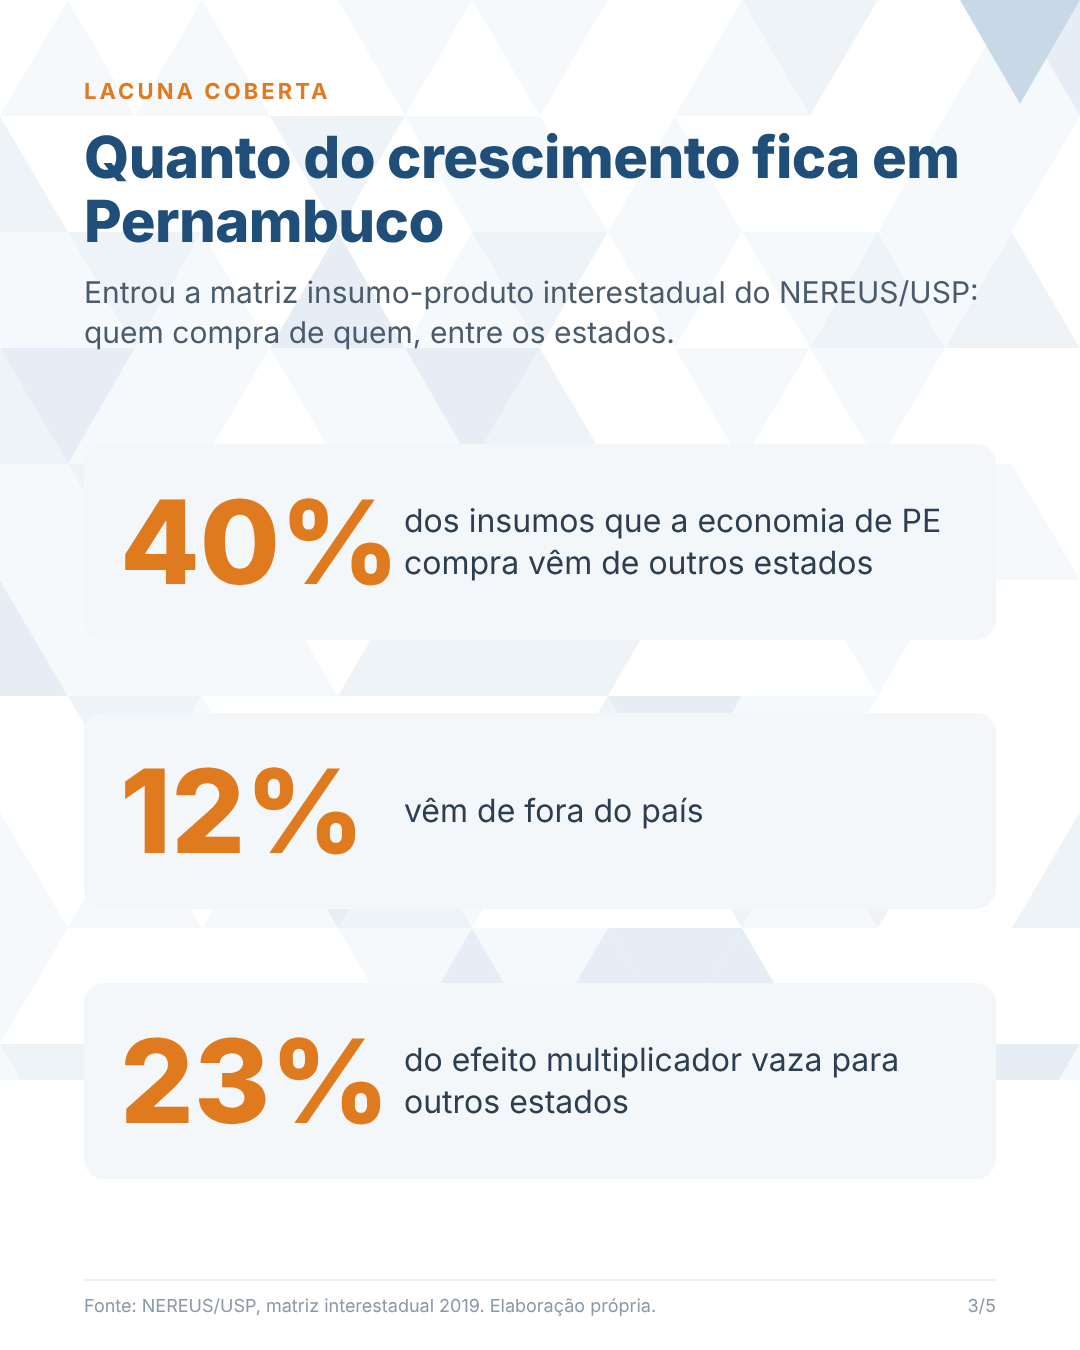 LACUNA COBERTA
Quanto do crescimento fica em
Pernambuco
Entrou a matriz insumo-produto interestadual do NEREUS/USP:
quem compra de quem, entre os estados.
40%
dos insumos que a economia de PE
compra vêm de outros estados
12%
vêm de fora do país
23%
do efeito multiplicador vaza para
outros estados
Fonte: NEREUS/USP, matriz interestadual 2019. Elaboração própria.
3/5